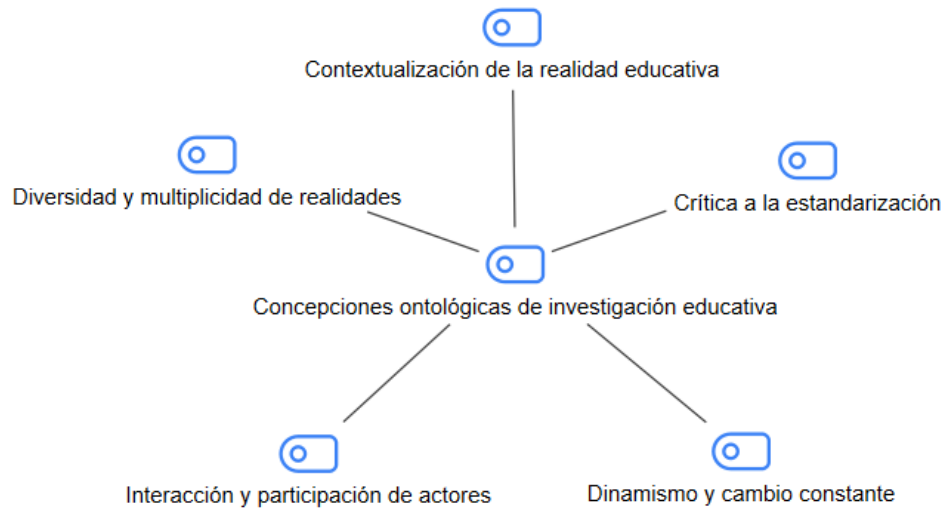 Contextualización de la realidad educativa
Diversidad y multiplicidad de realidades
Crítica a la estandarización
Concepciones ontológicas de investigación educativa
Interacción y participación de actores
Dinamismo y cambio constante